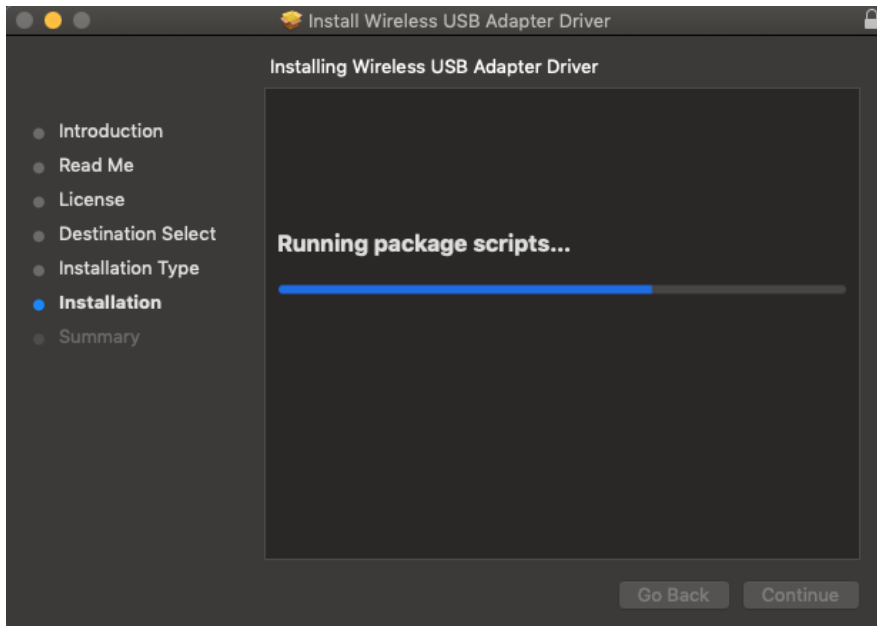 Install Wireless USB Adapter Driver
Installing Wireless USB Adapter Driver
Introduction
Read Me
License
Destination Select
Installation Type
Installation
Summary
Running package scripts...
Go Back
Continue